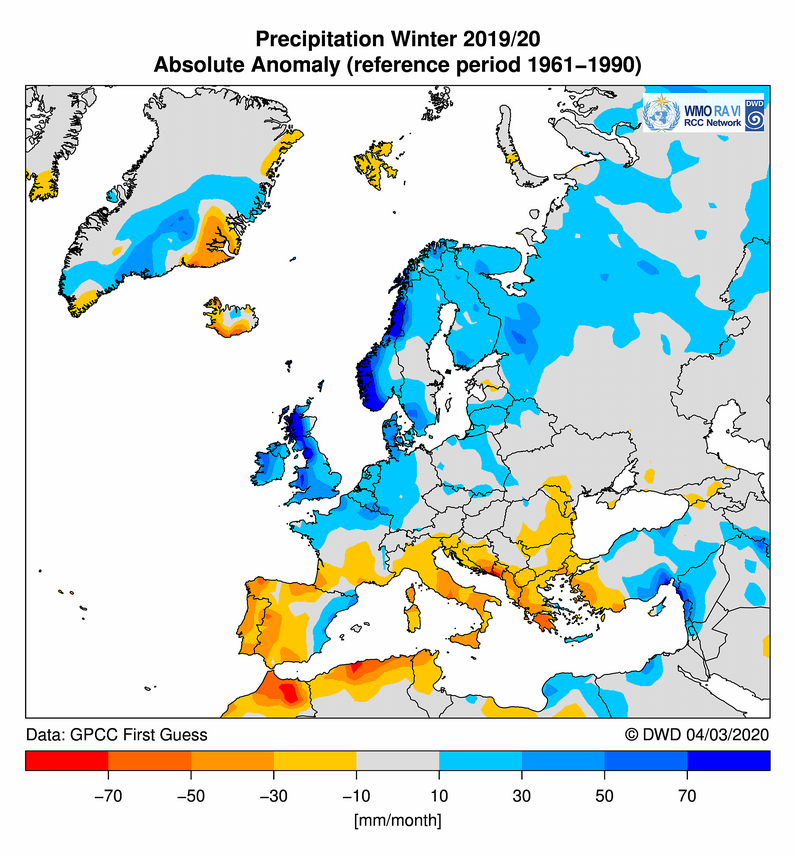 Precipitation Winter 2019/20
Absolute Anomaly (reference period 1961−1990)
WMO RA VI
RCC Network
DWD
Data: GPCC First Guess
© DWD 04/03/2020
−70 −50 −30 −10 10 30 50 70
[mm/month]